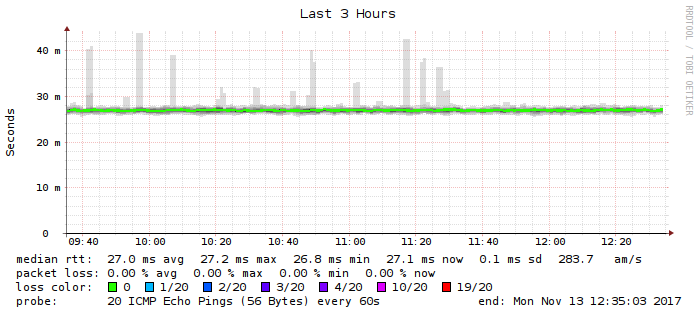 Last 3 Hours
RRDTOOL / TOBI OETIKER
Seconds
40 m
30 m
20 m
10 m
0
09:40 10:00 10:20 10:40 11:00 11:20 11:40 12:00 12:20
median rtt: 27.0 ms avg 27.2 ms max 26.8 ms min 27.1 ms now 0.1 ms sd 283.7 am/s
packet loss: 0.00 % avg 0.00 % max 0.00 % min 0.00 % now
loss color: 0 1/20 2/20 3/20 4/20 10/20 19/20
probe: 20 ICMP Echo Pings (56 Bytes) every 60s end: Mon Nov 13 12:35:03 2017